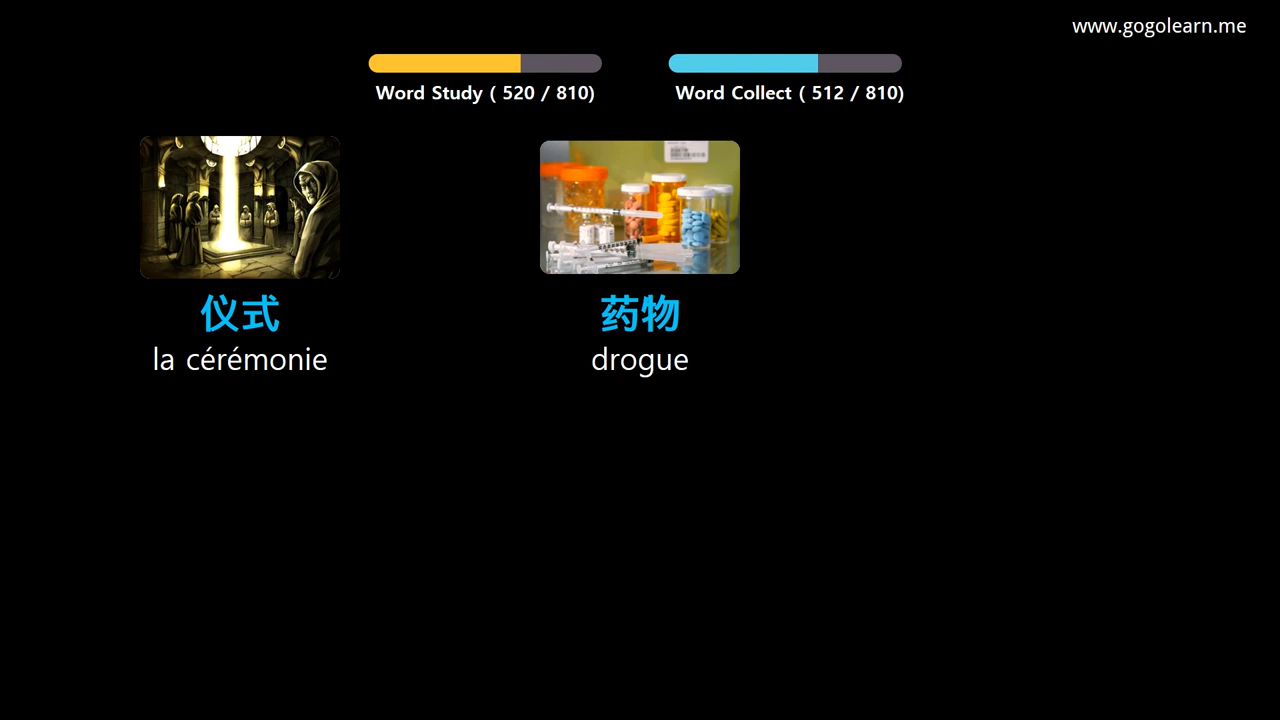 www.gogolearn.me
Word Study ( 520 / 810)
Word Collect ( 512 / 810)
仪式
la cérémonie
药物
drogue